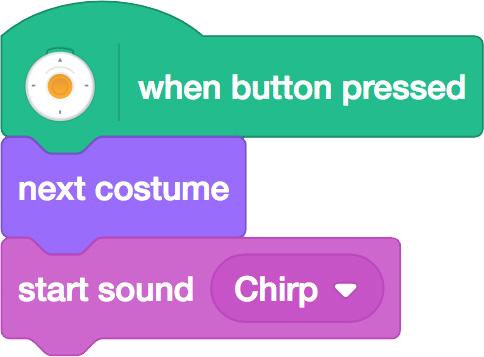 when button pressed
next costume
start sound Chirp